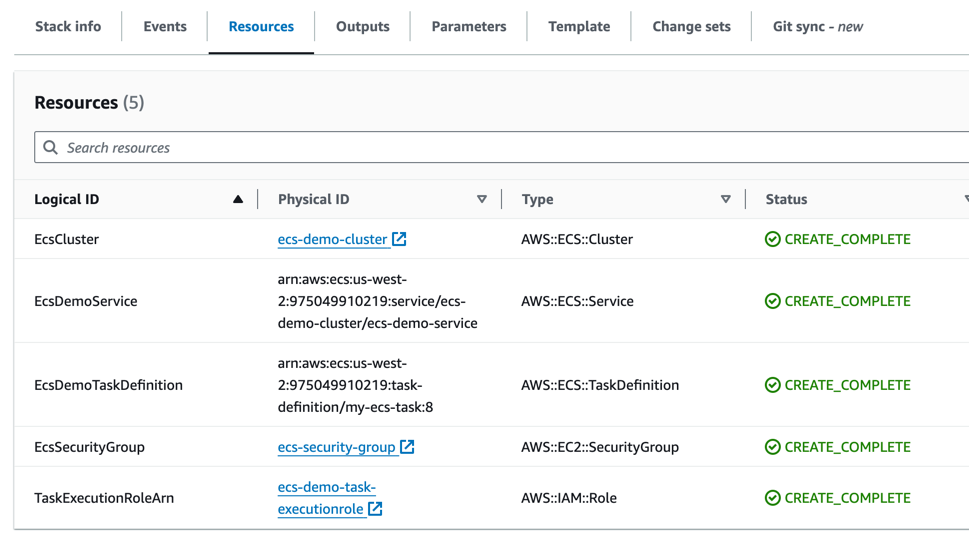 Stack info Events Resources Outputs Parameters Template Change sets Git sync - new
Resources (5)
Search resources
Logical ID Physical ID Type Status
EcsCluster ecs-demo-cluster AWS::ECS::Cluster CREATE_COMPLETE
arn:aws:ecs:us-west-
EcsDemoService 2:975049910219:service/ecs- AWS::ECS::Service CREATE_COMPLETE
demo-cluster/ecs-demo-service
arn:aws:ecs:us-west-
EcsDemoTaskDefinition 2:975049910219:task- AWS::ECS::TaskDefinition CREATE_COMPLETE
definition/my-ecs-task:8
EcsSecurityGroup ecs-security-group AWS::EC2::SecurityGroup CREATE_COMPLETE
ecs-demo-task-
TaskExecutionRoleArn AWS::IAM::Role CREATE_COMPLETE
executionrole